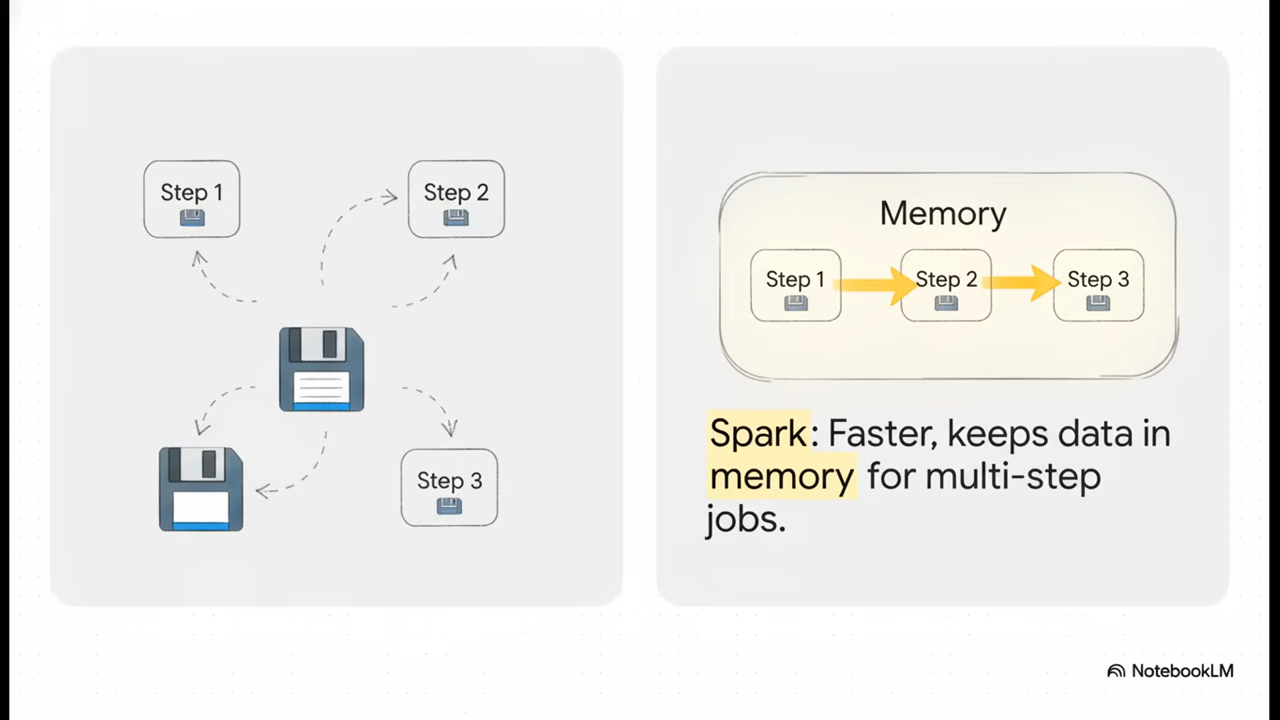 Step 1
Step 2
Step 3
Memory
Step 1
Step 2
Step 3
Spark: Faster, keeps data in
memory for multi-step
jobs.
NotebookLM